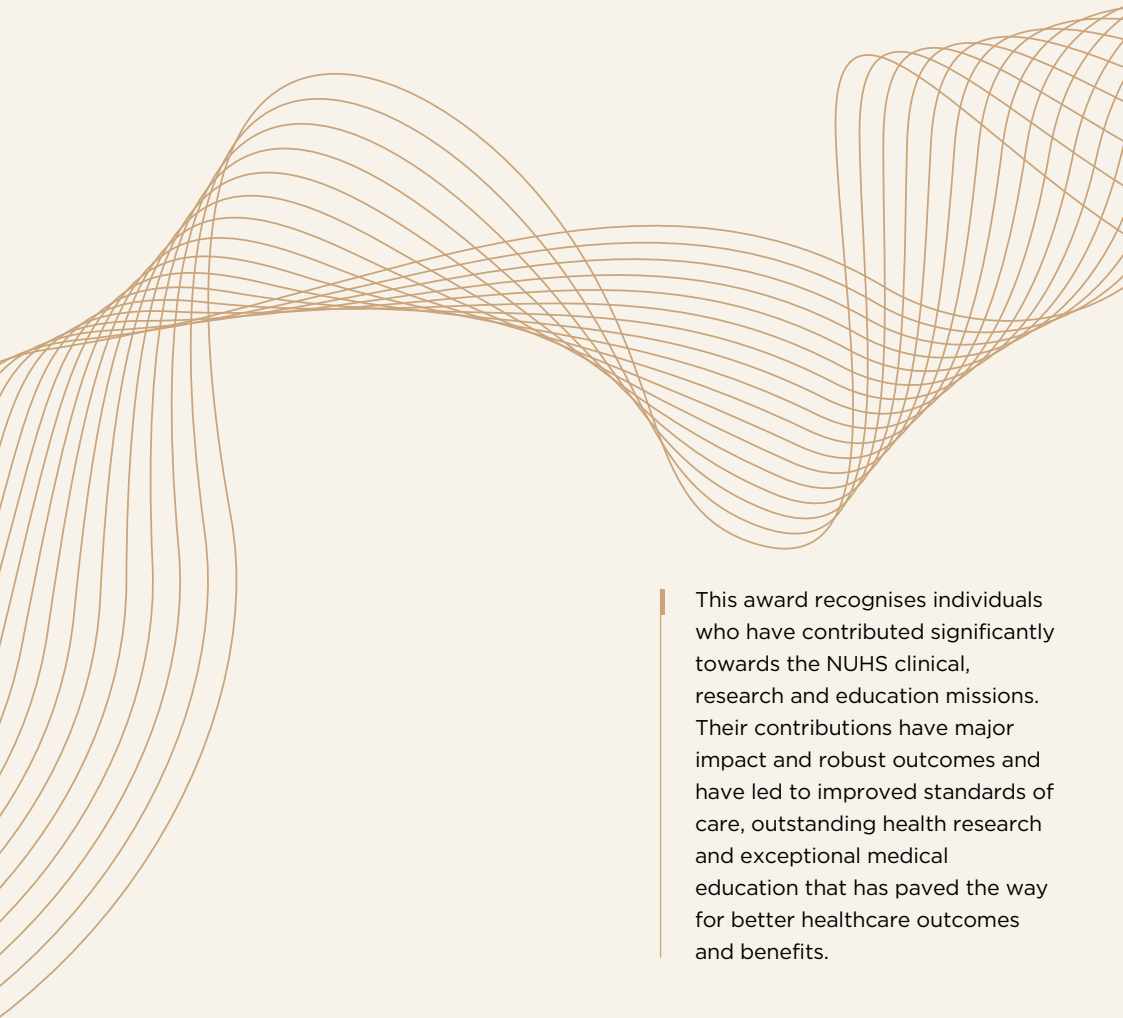 This award recognises individuals
who have contributed significantly
towards the NUHS clinical,
research and education missions.
Their contributions have major
impact and robust outcomes and
have led to improved standards of
care, outstanding health research
and exceptional medical
education that has paved the way
for better healthcare outcomes
and benefits.